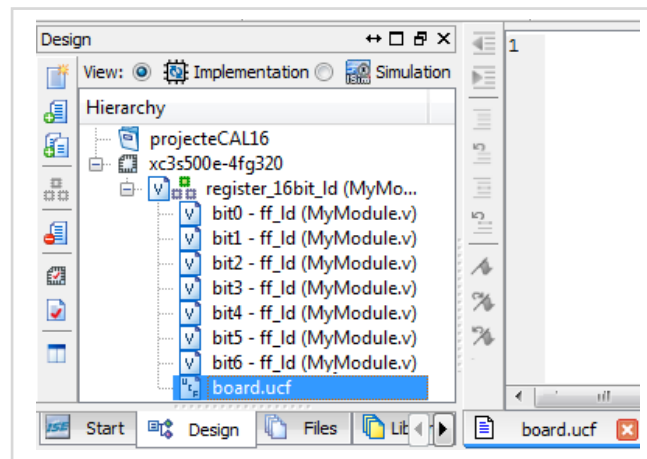 Design
1
View: Implementation Simulation
Hierarchy
projecteCAL16
xc3s500e-4fg320
register_16bit_ld (MyMo...
bit0 - ff_ld (MyModule.v)
bit1 - ff_ld (MyModule.v)
bit2 - ff_ld (MyModule.v)
bit3 - ff_ld (MyModule.v)
bit4 - ff_ld (MyModule.v)
bit5 - ff_ld (MyModule.v)
bit6 - ff_ld (MyModule.v)
board.ucf
ISE Start Design Files Lib board.ucf